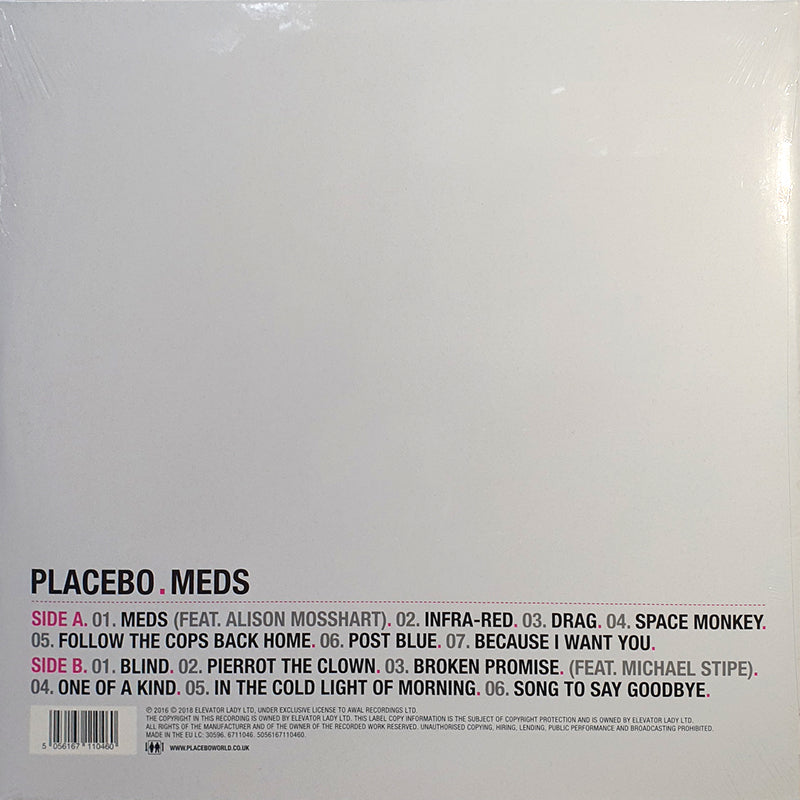 PLACEBO.MEDS
SIDE A. 01. MEDS (FEAT. ALISON MOSSHART). 02. INFRA-RED. 03. DRAG. 04. SPACE MONKEY.
05. FOLLOW THE COPS BACK HOME. 06. POST BLUE. 07. BECAUSE I WANT YOU.
SIDE B. 01. BLIND. 02. PIERROT THE CLOWN. 03. BROKEN PROMISE. (FEAT. MICHAEL STIPE).
04. ONE OF A KIND. 05. IN THE COLD LIGHT OF MORNING. 06. SONG TO SAY GOODBYE.
℗ 2016 © 2018 ELEVATOR LADY LTD, UNDER EXCLUSIVE LICENSE TO AWAL RECORDINGS LTD.
THE COPYRIGHT IN THIS RECORDING IS OWNED BY ELEVATOR LADY LTD. THIS LABEL COPY INFORMATION IS THE SUBJECT OF COPYRIGHT PROTECTION AND IS OWNED BY ELEVATOR LADY LTD.
ALL RIGHTS OF THE MANUFACTURER AND OF THE OWNER OF THE RECORDED WORK RESERVED. UNAUTHORISED COPYING, HIRING, LENDING, PUBLIC PERFORMANCE AND BROADCASTING PROHIBITED.
MADE IN THE EU LC: 30596. 6711046. 5056167110460.
WWW.PLACEBOWORLD.CO.UK
5 056167 110460